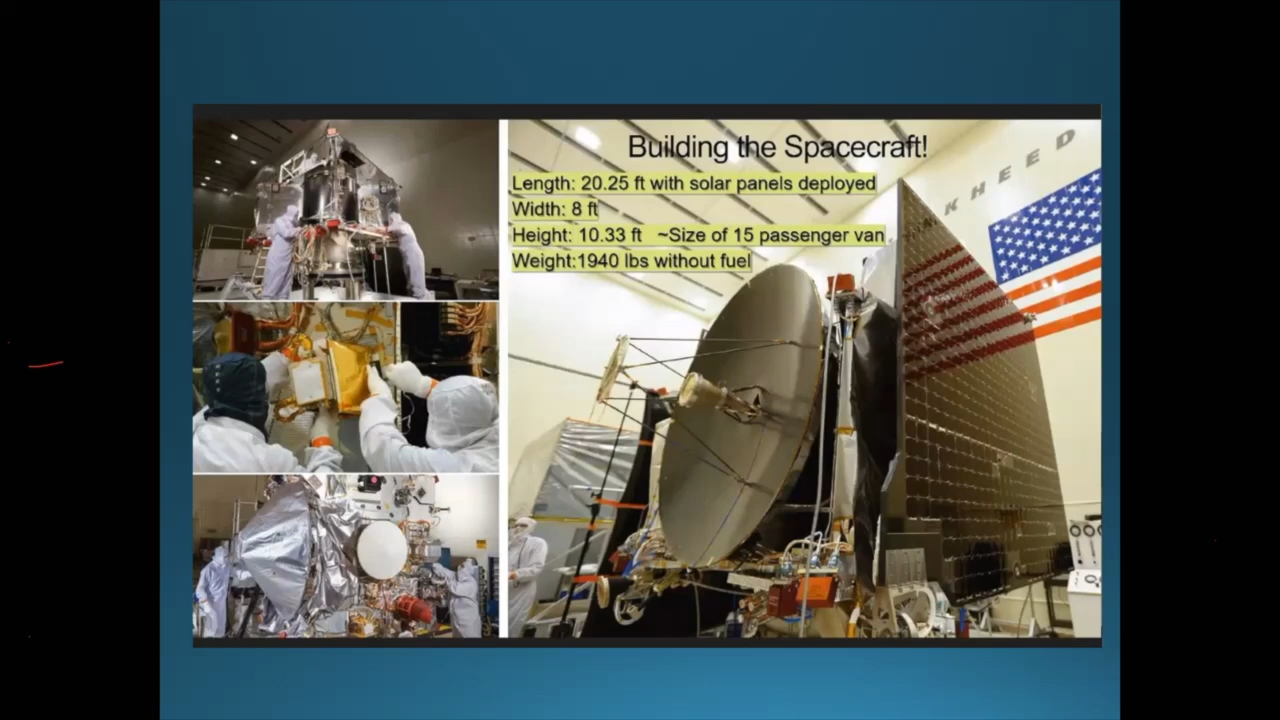 Building the Spacecraft!
Length: 20.25 ft with solar panels deployed
Width: 8 ft
Height: 10.33 ft ~Size of 15 passenger van
Weight:1940 lbs without fuel
KHEED